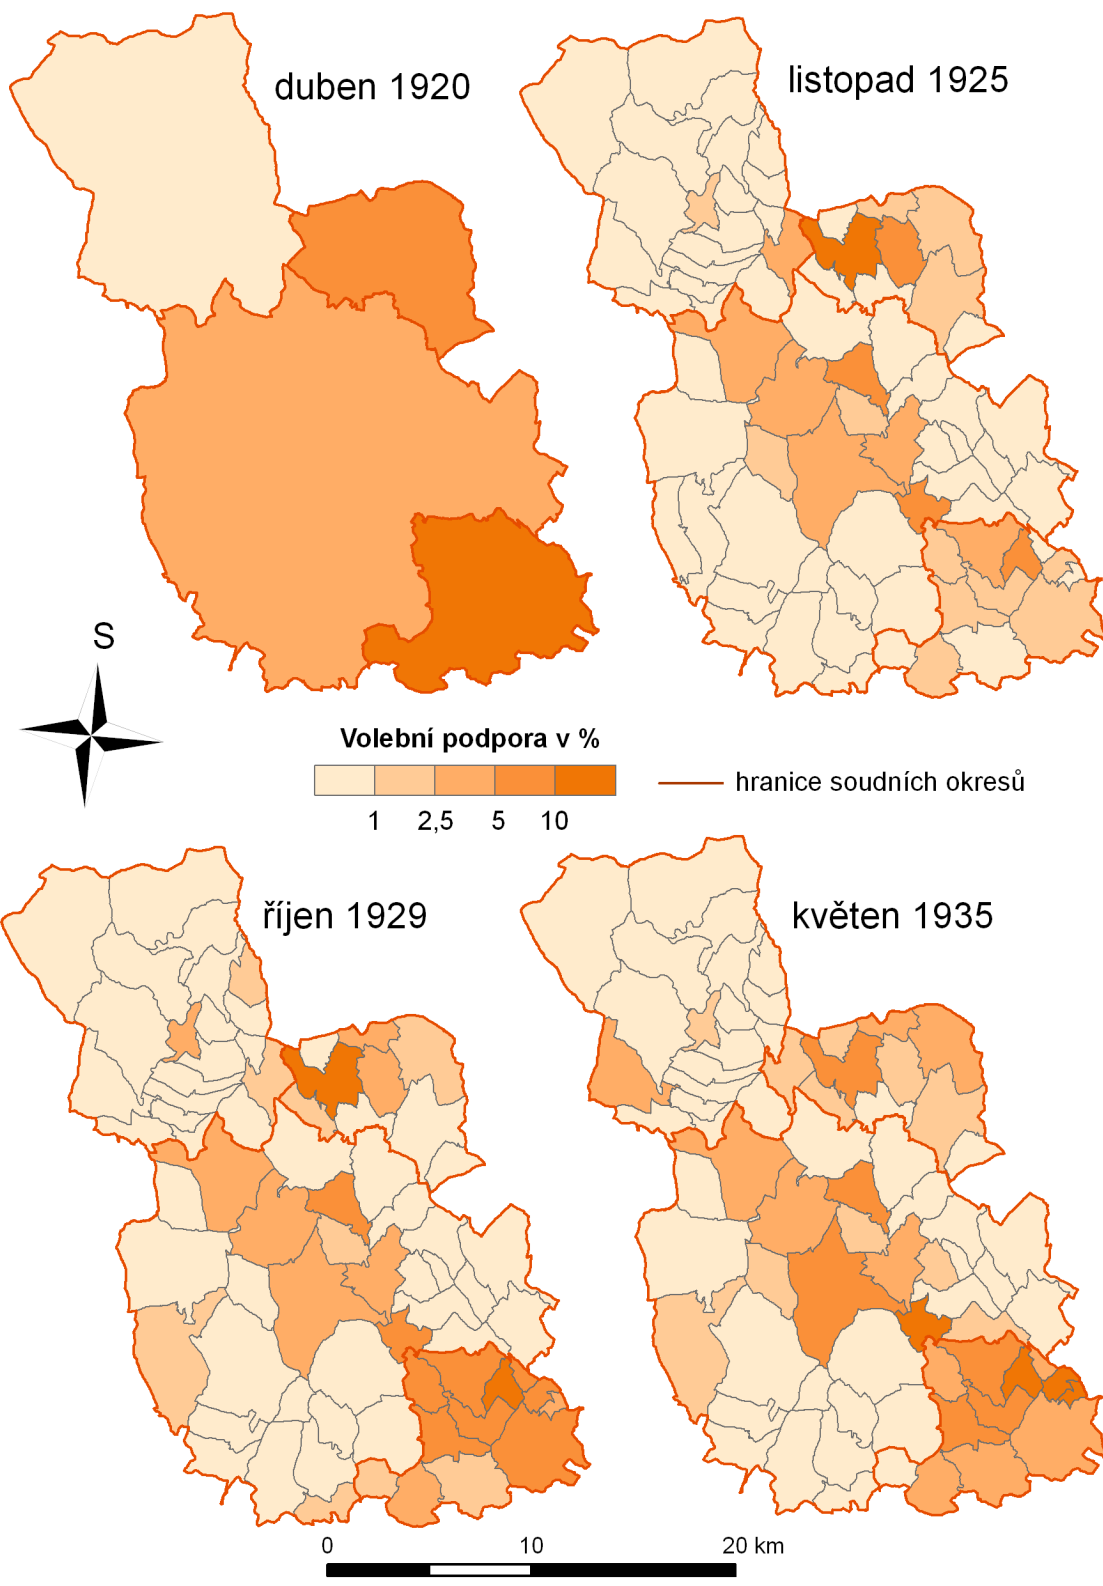 duben 1920
listopad 1925
S
Volební podpora v %
1 2,5 5 10
hranice soudních okresů
říjen 1929
květen 1935
0 10 20 km